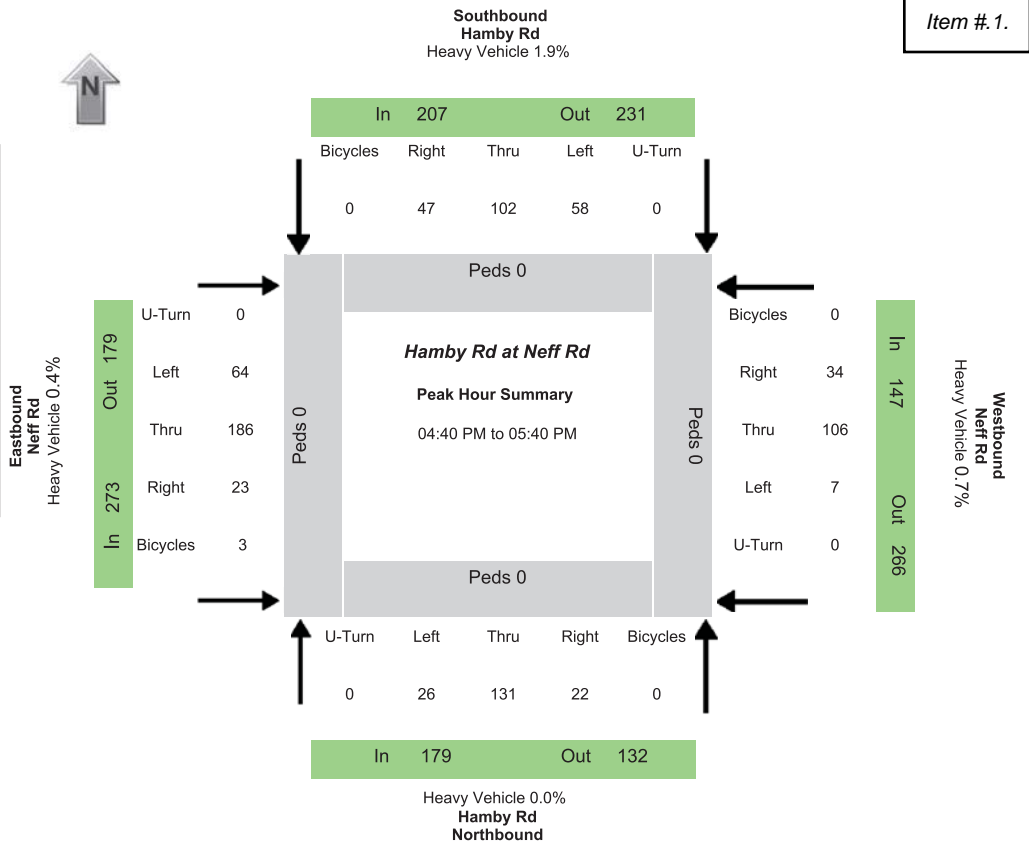 Item #.1.
Southbound
Hamby Rd
Heavy Vehicle 1.9%
N
In 207 Out 231
Bicycles Right Thru Left U-Turn
0 47 102 58 0
Peds 0
Eastbound
Neff Rd
Heavy Vehicle 0.4%
In 273 Out 179
U-Turn 0
Left 64
Thru 186
Right 23
Bicycles 3
Peds 0
Hamby Rd at Neff Rd
Peak Hour Summary
04:40 PM to 05:40 PM
Peds 0
Bicycles 0
Right 34
Thru 106
Left 7
U-Turn 0
In 147 Out 266
Westbound
Neff Rd
Heavy Vehicle 0.7%
Peds 0
U-Turn Left Thru Right Bicycles
0 26 131 22 0
In 179 Out 132
Heavy Vehicle 0.0%
Hamby Rd
Northbound